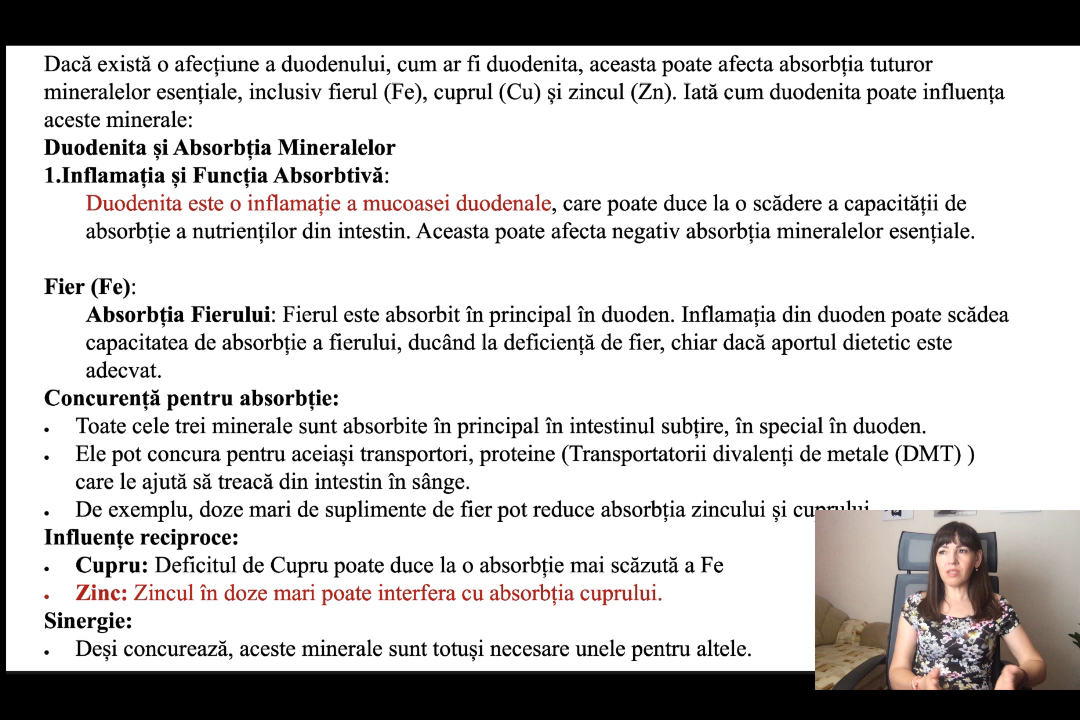 Dacă există o afecțiune a duodenului, cum ar fi duodenita, aceasta poate afecta absorbția tuturor
mineralelor esențiale, inclusiv fierul (Fe), cuprul (Cu) și zincul (Zn). Iată cum duodenita poate influența
aceste minerale:
Duodenita și Absorbția Mineralelor
1.Inflamația și Funcția Absorbtivă:
Duodenita este o inflamație a mucoasei duodenale, care poate duce la o scădere a capacității de
absorbție a nutrienților din intestin. Aceasta poate afecta negativ absorbția mineralelor esențiale.
Fier (Fe):
Absorbția Fierului: Fierul este absorbit în principal în duoden. Inflamația din duoden poate scădea
capacitatea de absorbție a fierului, ducând la deficiență de fier, chiar dacă aportul dietetic este
adecvat.
Concurență pentru absorbție:
• Toate cele trei minerale sunt absorbite în principal în intestinul subțire, în special în duoden.
• Ele pot concura pentru aceiași transportori, proteine (Transportatorii divalenți de metale (DMT) )
care le ajută să treacă din intestin în sânge.
• De exemplu, doze mari de suplimente de fier pot reduce absorbția zincului și cuprului.
Influențe reciproce:
• Cupru: Deficitul de Cupru poate duce la o absorbție mai scăzută a Fe
• Zinc: Zincul în doze mari poate interfera cu absorbția cuprului.
Sinergie:
• Deși concurează, aceste minerale sunt totuși necesare unele pentru altele.